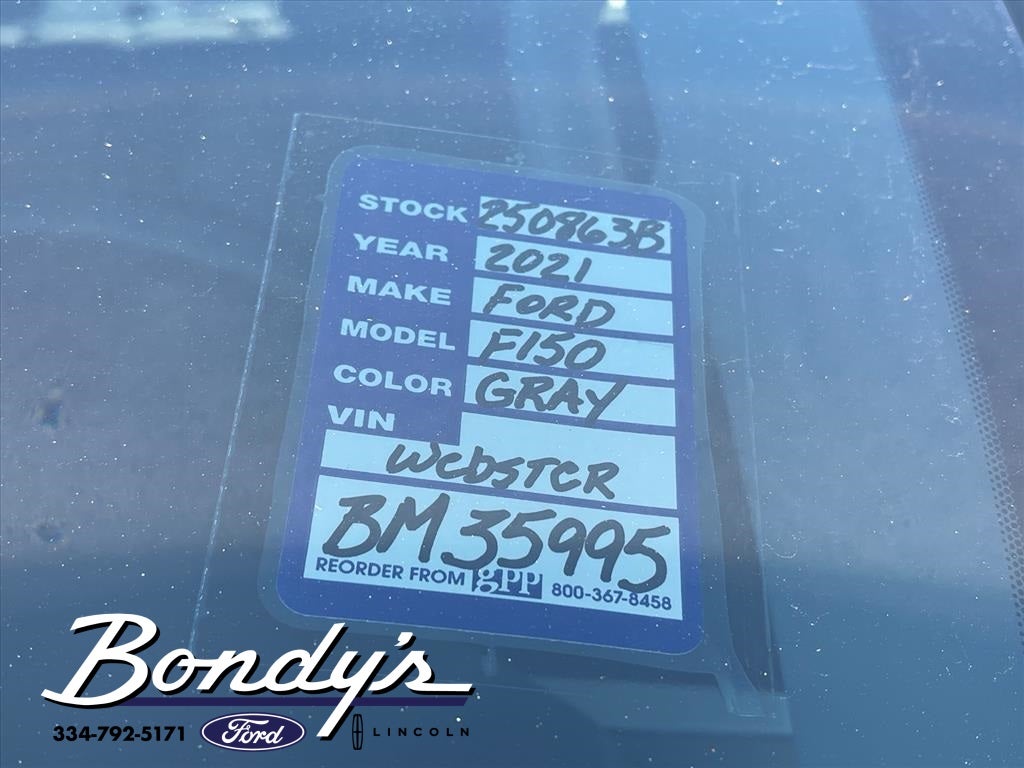 STOCK 250863B
YEAR 2021
MAKE FORD
MODEL F150
COLOR GRAY
VIN
WEBSTER
BM35995
REORDER FROM gpp 800-367-8458
Bondy's
334-792-5171 Ford LINCOLN